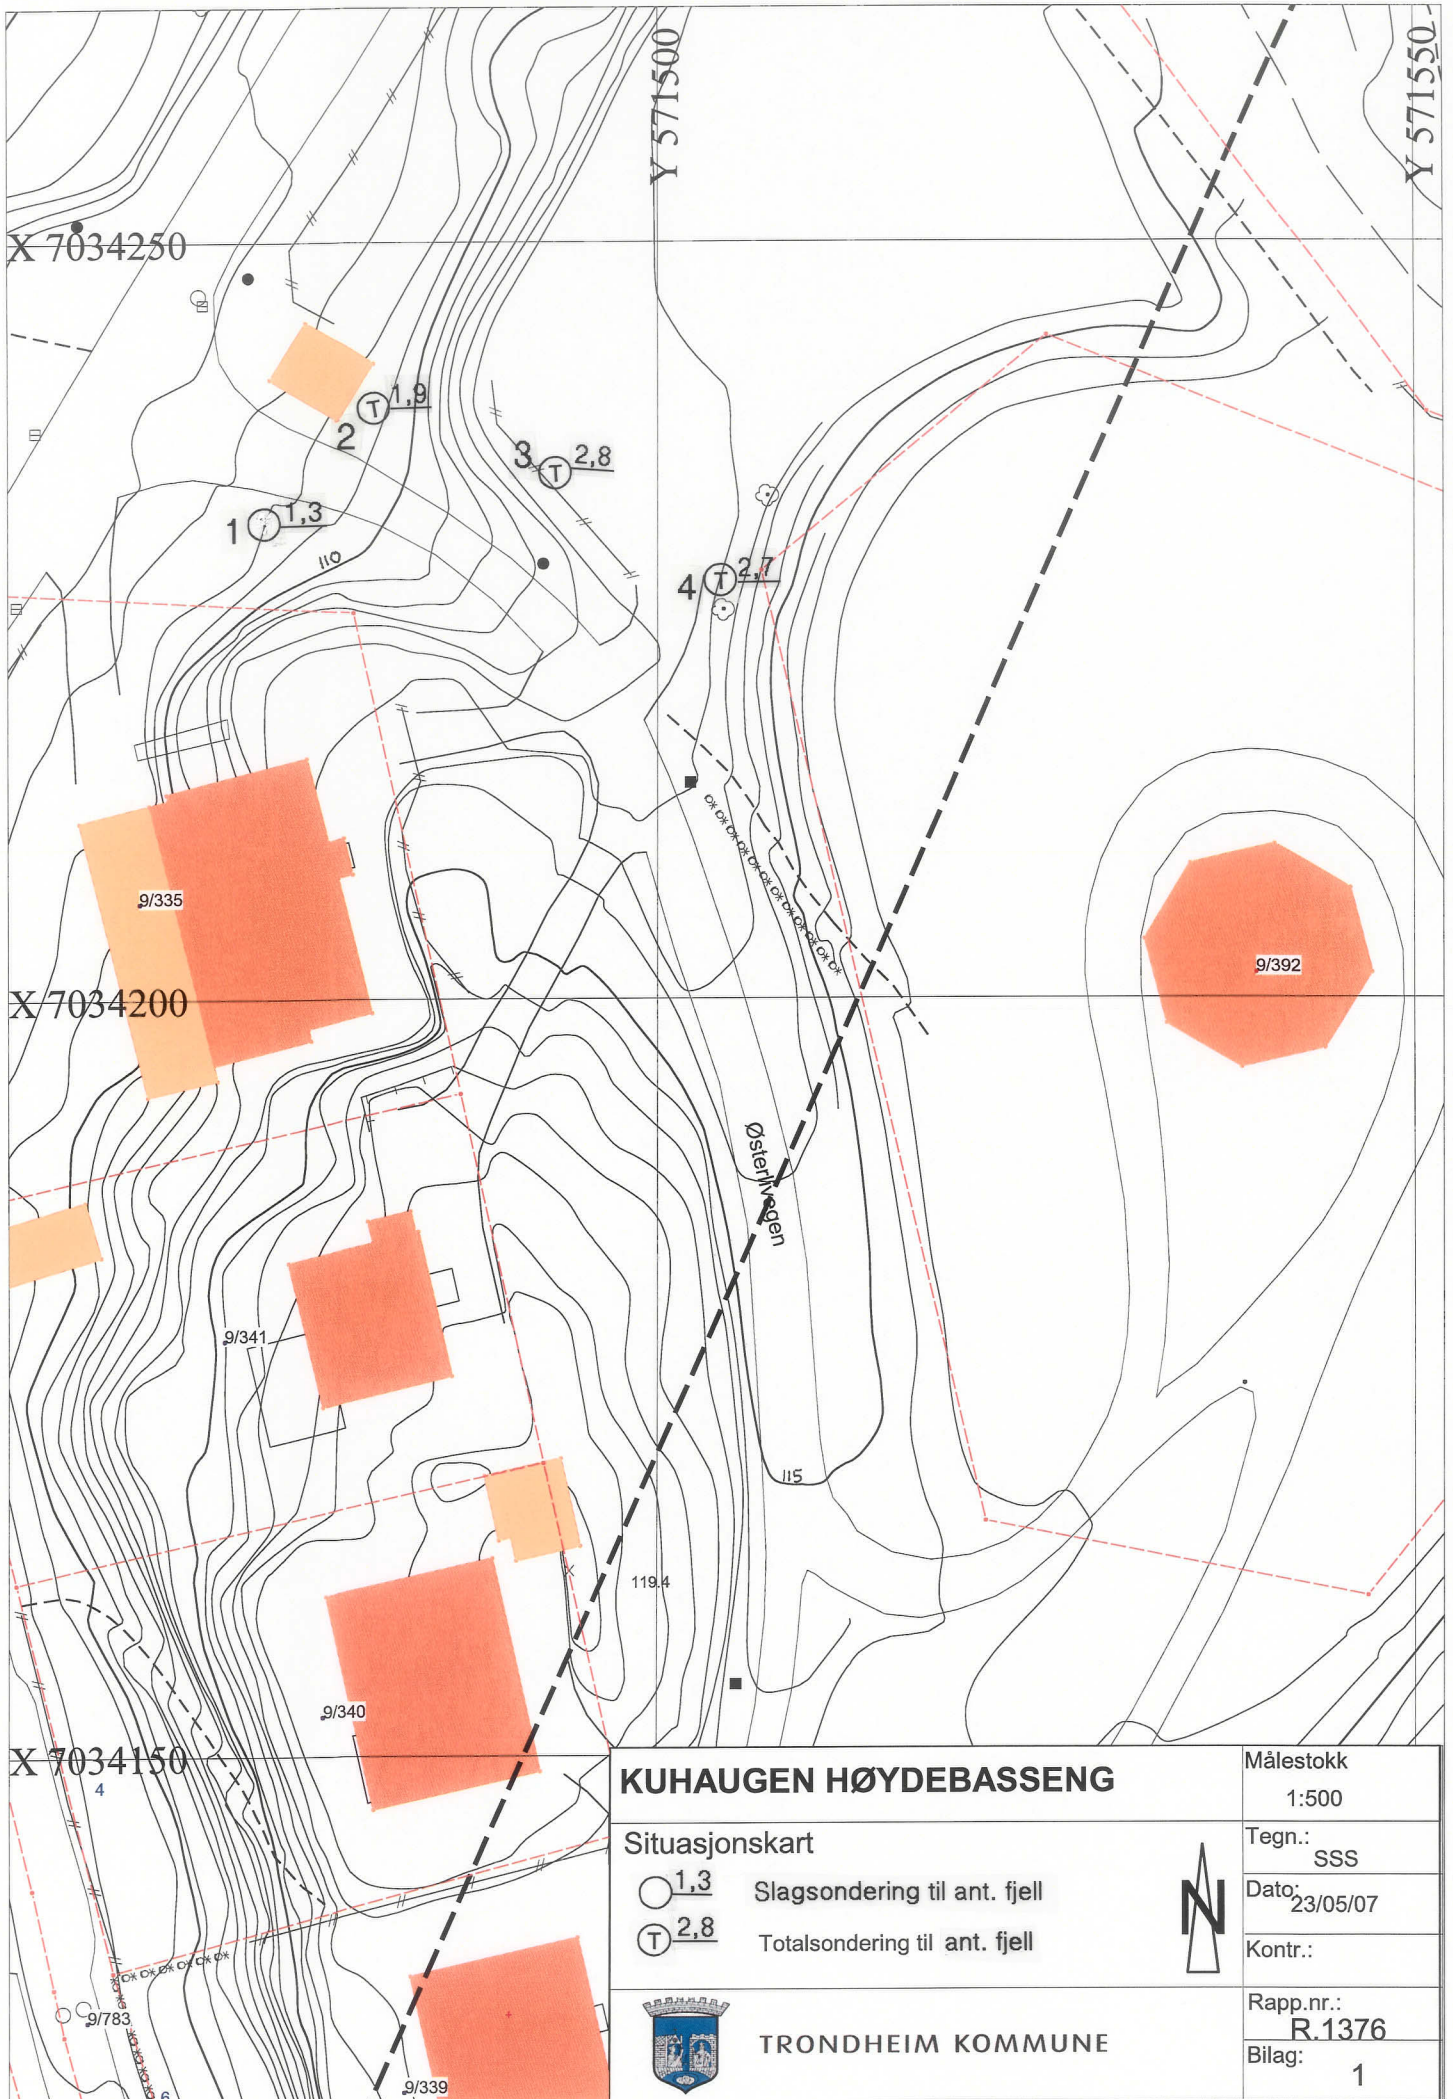 Y 571500
Y 571550
X 7034250
1,9
2
3
2,8
1
1,3
110
4
2,7
9/335
9/392
X 7034200
Østerlivegen
9/341
115
119.4
9/340
X 7034150
4
9/783
6
9/339
KUHAUGEN HØYDEBASSENG
Målestokk
1:500
Situasjonskart
1,3 Slagsondering til ant. fjell
T 2,8 Totalsondering til ant. fjell
N
Tegn.:
SSS
Dato:
23/05/07
Kontr.:
TRONDHEIM KOMMUNE
Rapp.nr.:
R.1376
Bilag:
1
T
T
T